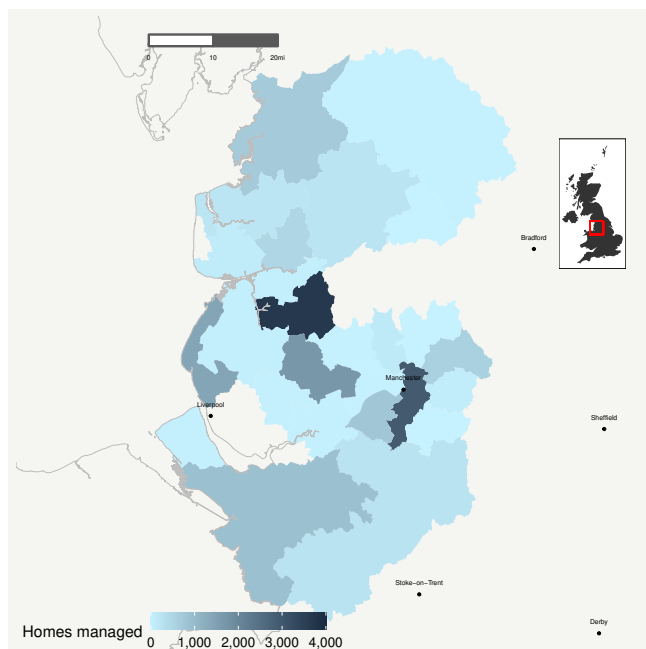 0 10 20mi
Bradford
Manchester
Liverpool
Sheffield
Stoke-on-Trent
Derby
Homes managed
0 1,000 2,000 3,000 4,000